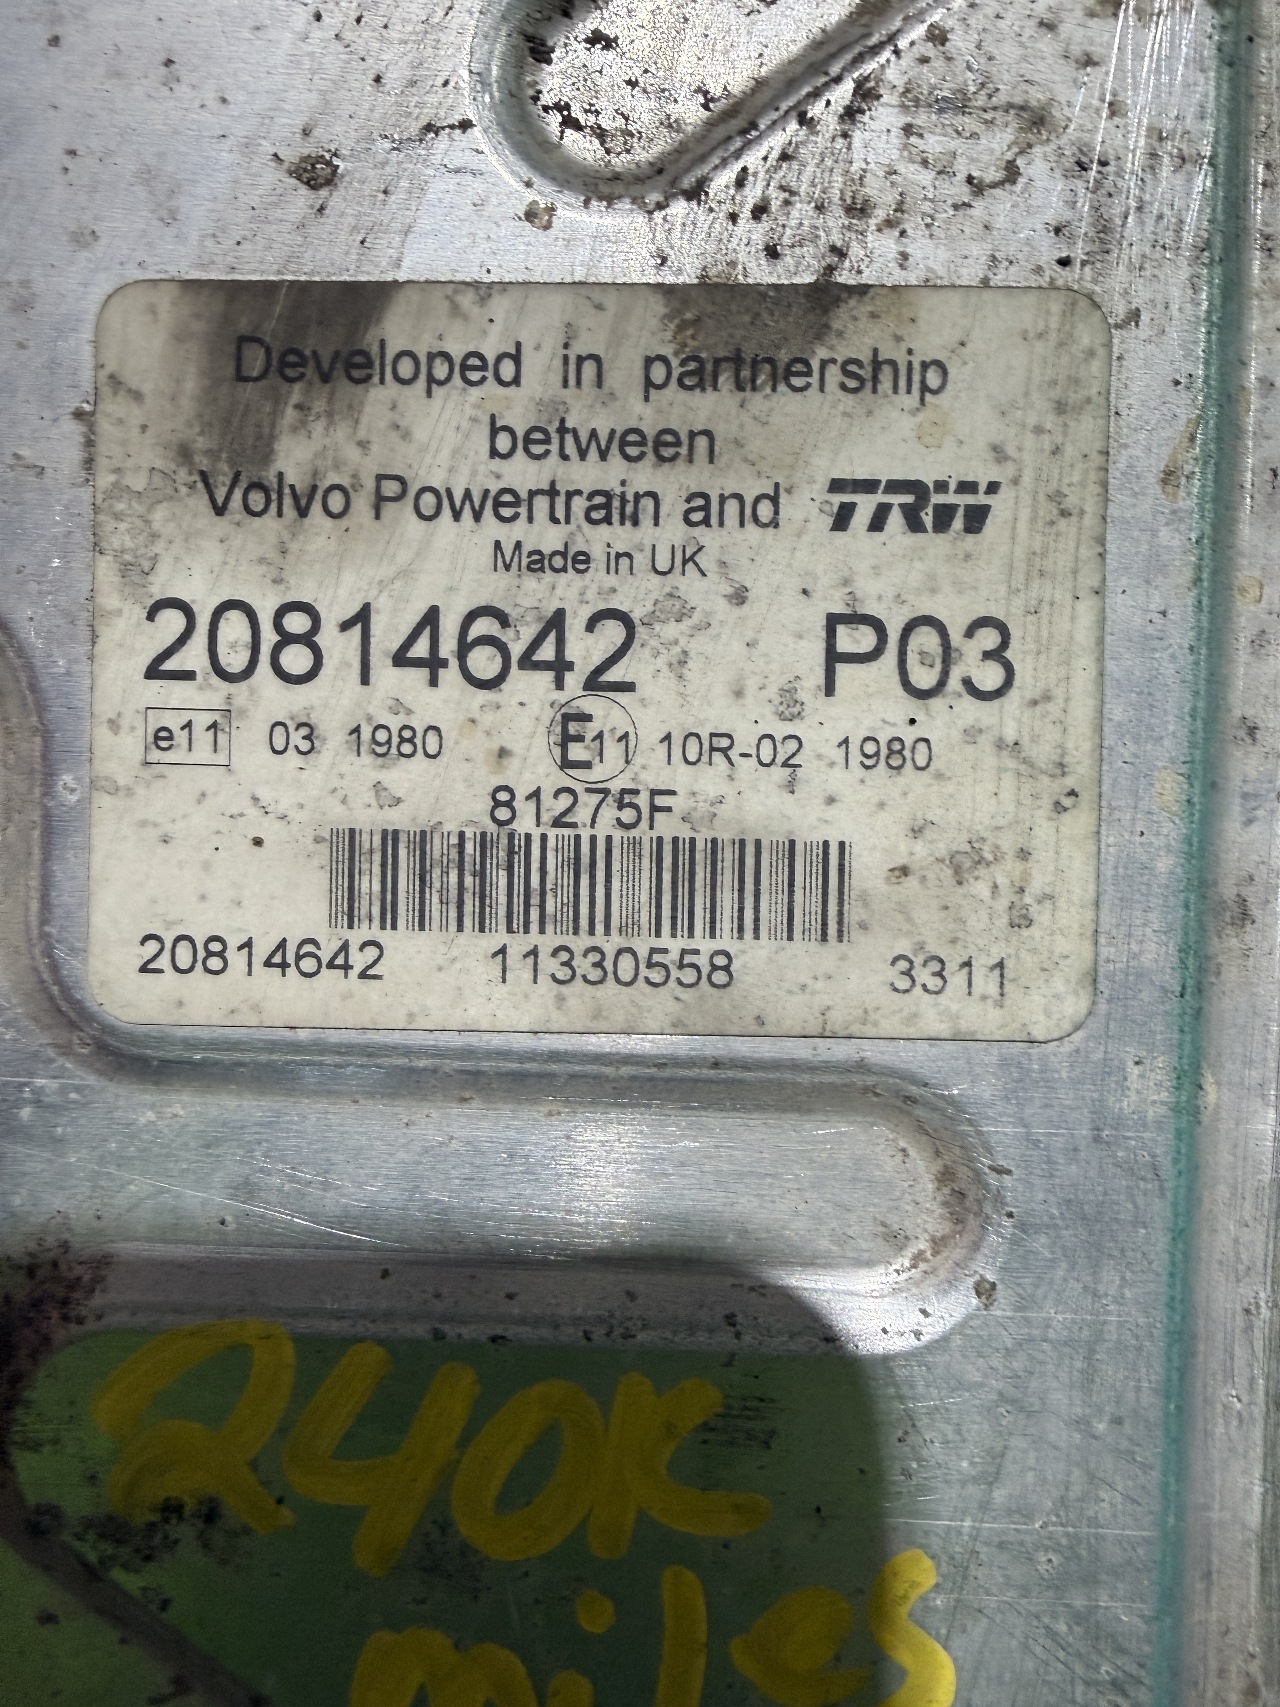 Developed in partnership
between
Volvo Powertrain and TRW
Made in UK
20814642 P03
e11 03 1980 E11 10R-02 1980
81275F
20814642 11330558 3311
240K
miles